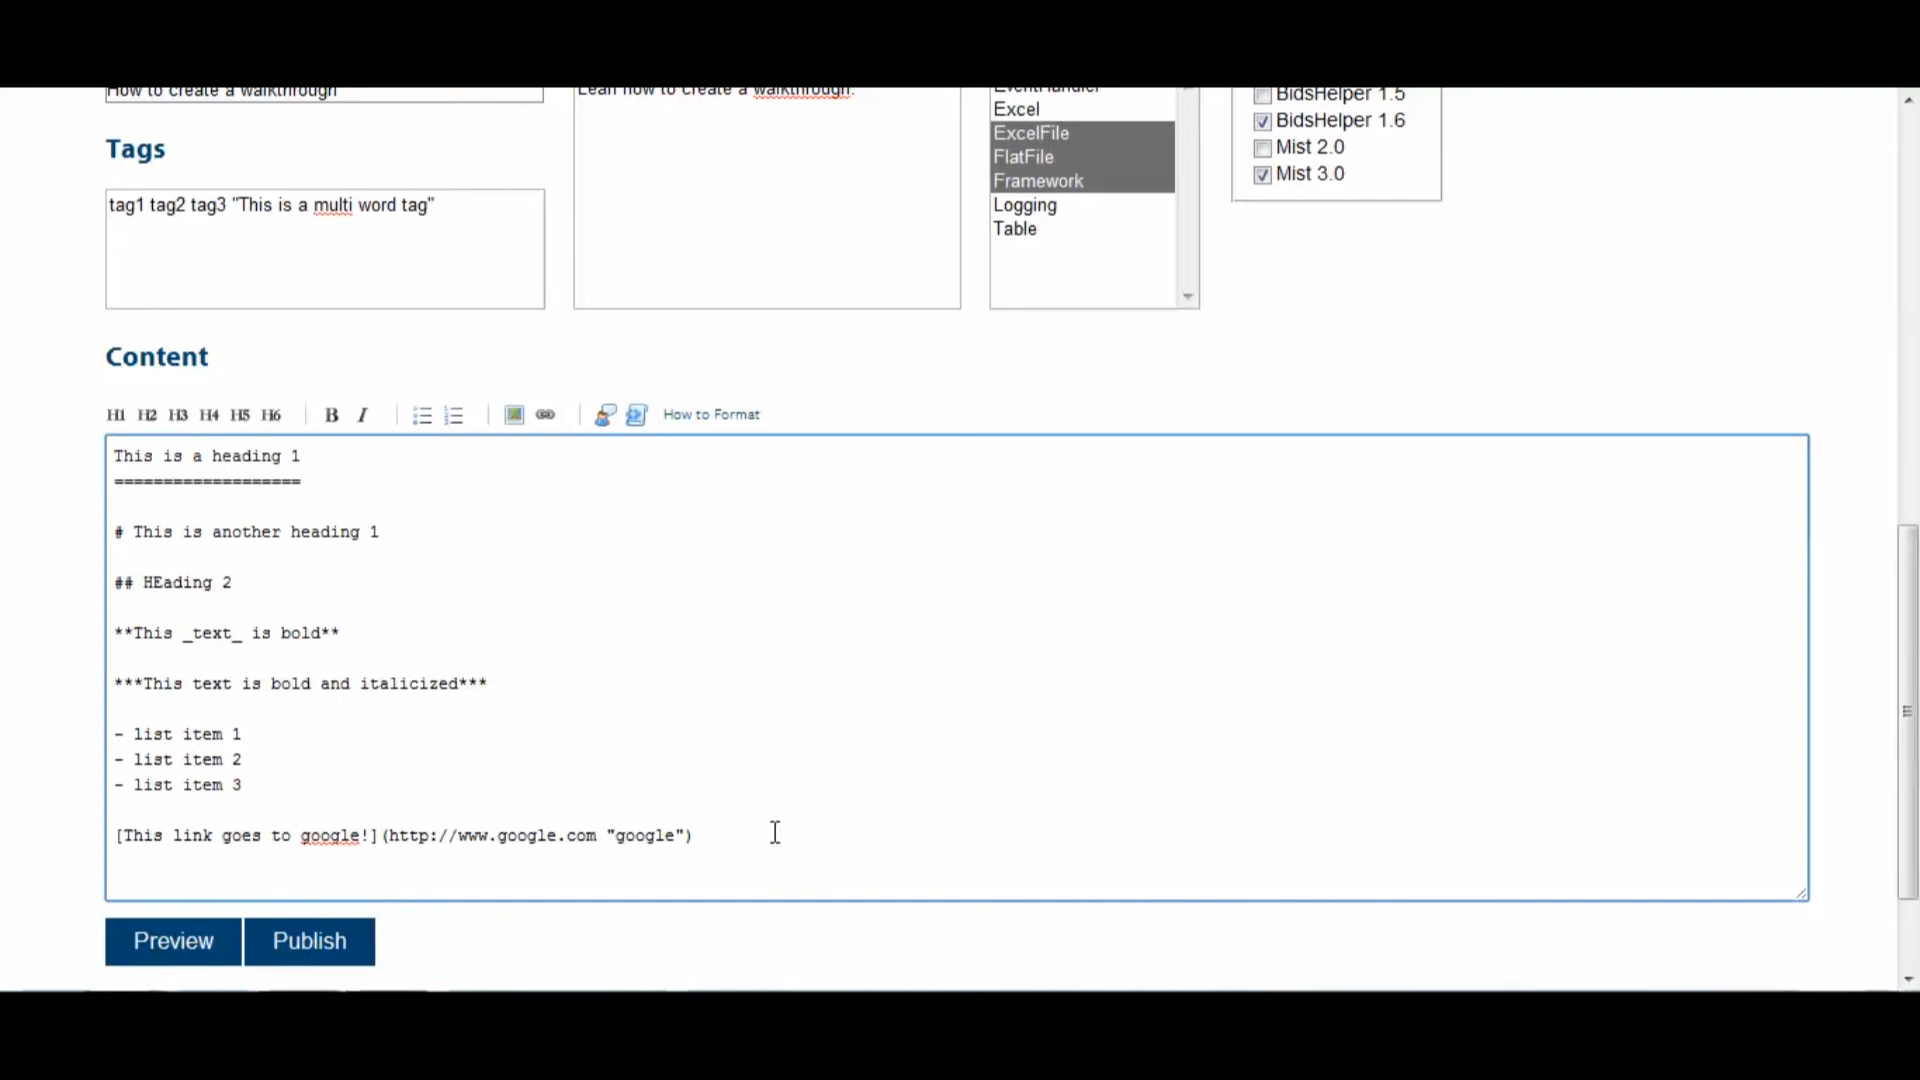 How to create a walkthrough
Lean how to create a walkthrough.
EventHandler
Excel
ExcelFile
FlatFile
Framework
Logging
Table
BidsHelper 1.5
BidsHelper 1.6
Mist 2.0
Mist 3.0
Tags
tag1 tag2 tag3 "This is a multi word tag"
Content
H1 H2 H3 H4 H5 H6 B I How to Format
This is a heading 1
===================
# This is another heading 1
## HEading 2
**This _text_ is bold**
***This text is bold and italicized***
- list item 1
- list item 2
- list item 3
[This link goes to google!](http://www.google.com "google")
Preview Publish